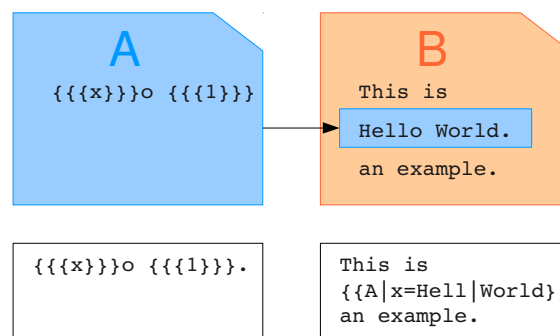 A
{{{x}}}o {{{1}}}
B
This is
Hello World.
an example.
{{{x}}}o {{{1}}}.
This is
{{A|x=Hell|World}
an example.